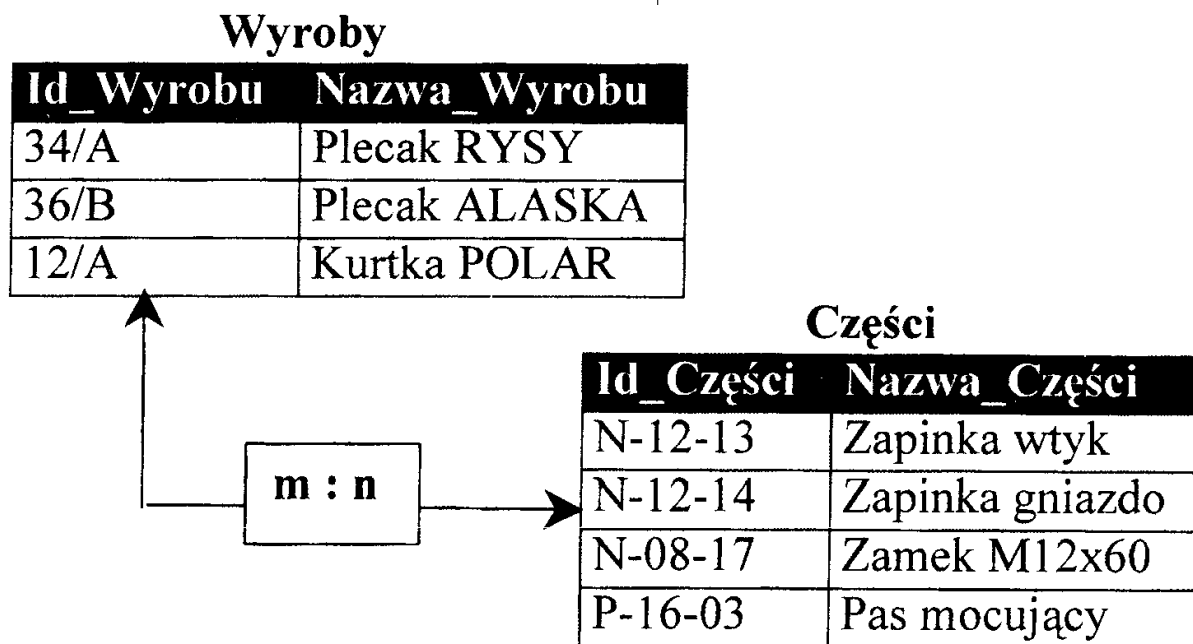 Wyroby
Id_Wyrobu Nazwa_Wyrobu
34/A Plecak RYSY
36/B Plecak ALASKA
12/A Kurtka POLAR
Części
Id_Części Nazwa_Części
N-12-13 Zapinka wtyk
N-12-14 Zapinka gniazdo
N-08-17 Zamek M12x60
P-16-03 Pas mocujący
m : n